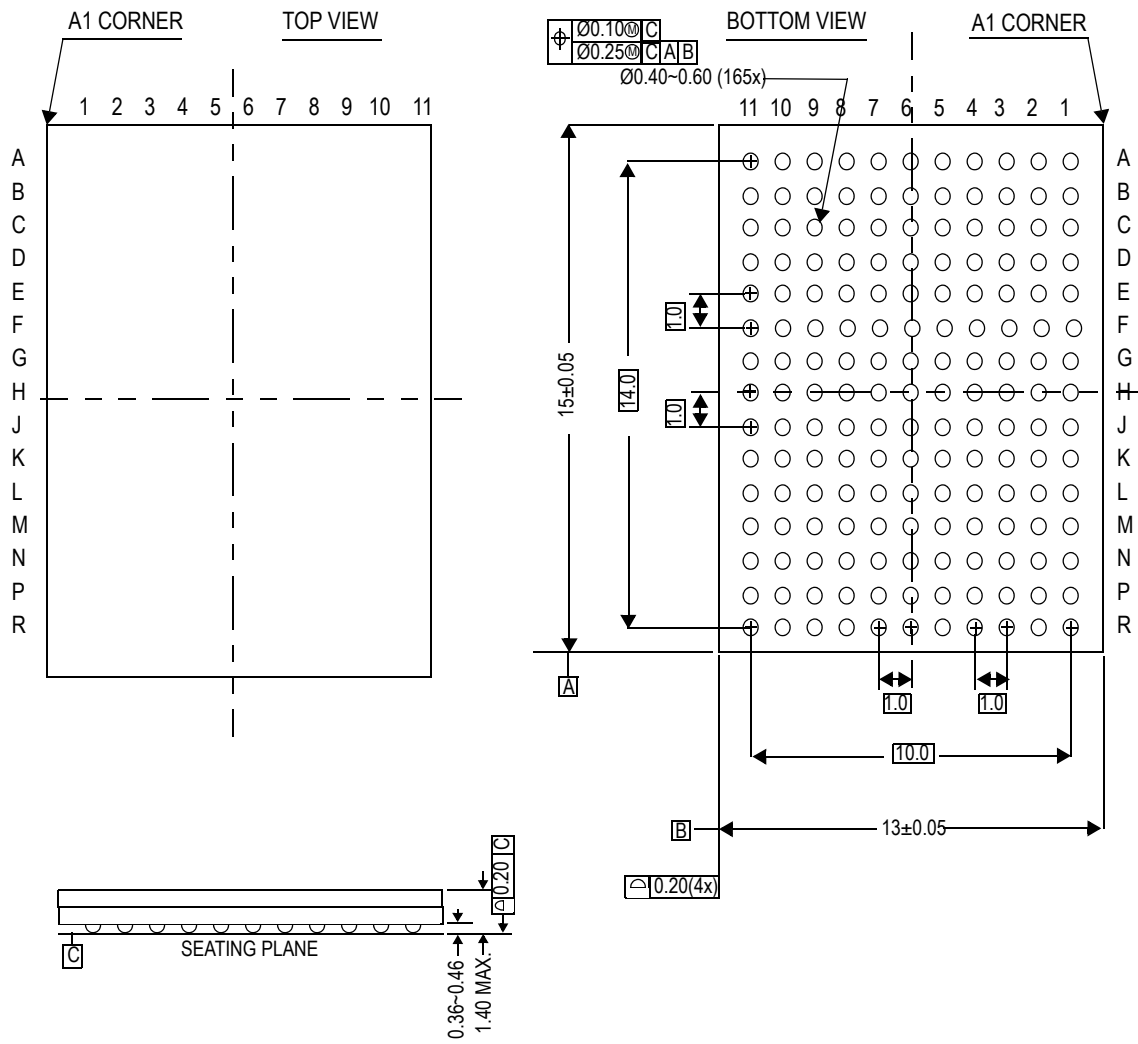 A1 CORNER
TOP VIEW
1 2 3 4 5 6 7 8 9 10 11
A
B
C
D
E
F
G
H
J
K
L
M
N
P
R
⌖ Ø0.10Ⓜ C
Ø0.25Ⓜ C A B
BOTTOM VIEW
A1 CORNER
Ø0.40~0.60 (165x)
11 10 9 8 7 6 5 4 3 2 1
A
B
C
D
E
F
G
H
J
K
L
M
N
P
R
1.0
1.0
14.0
15±0.05
A
1.0
1.0
10.0
B
13±0.05
⌓ 0.20(4x)
⌓ 0.20 C
C
SEATING PLANE
0.36~0.46
1.40 MAX.